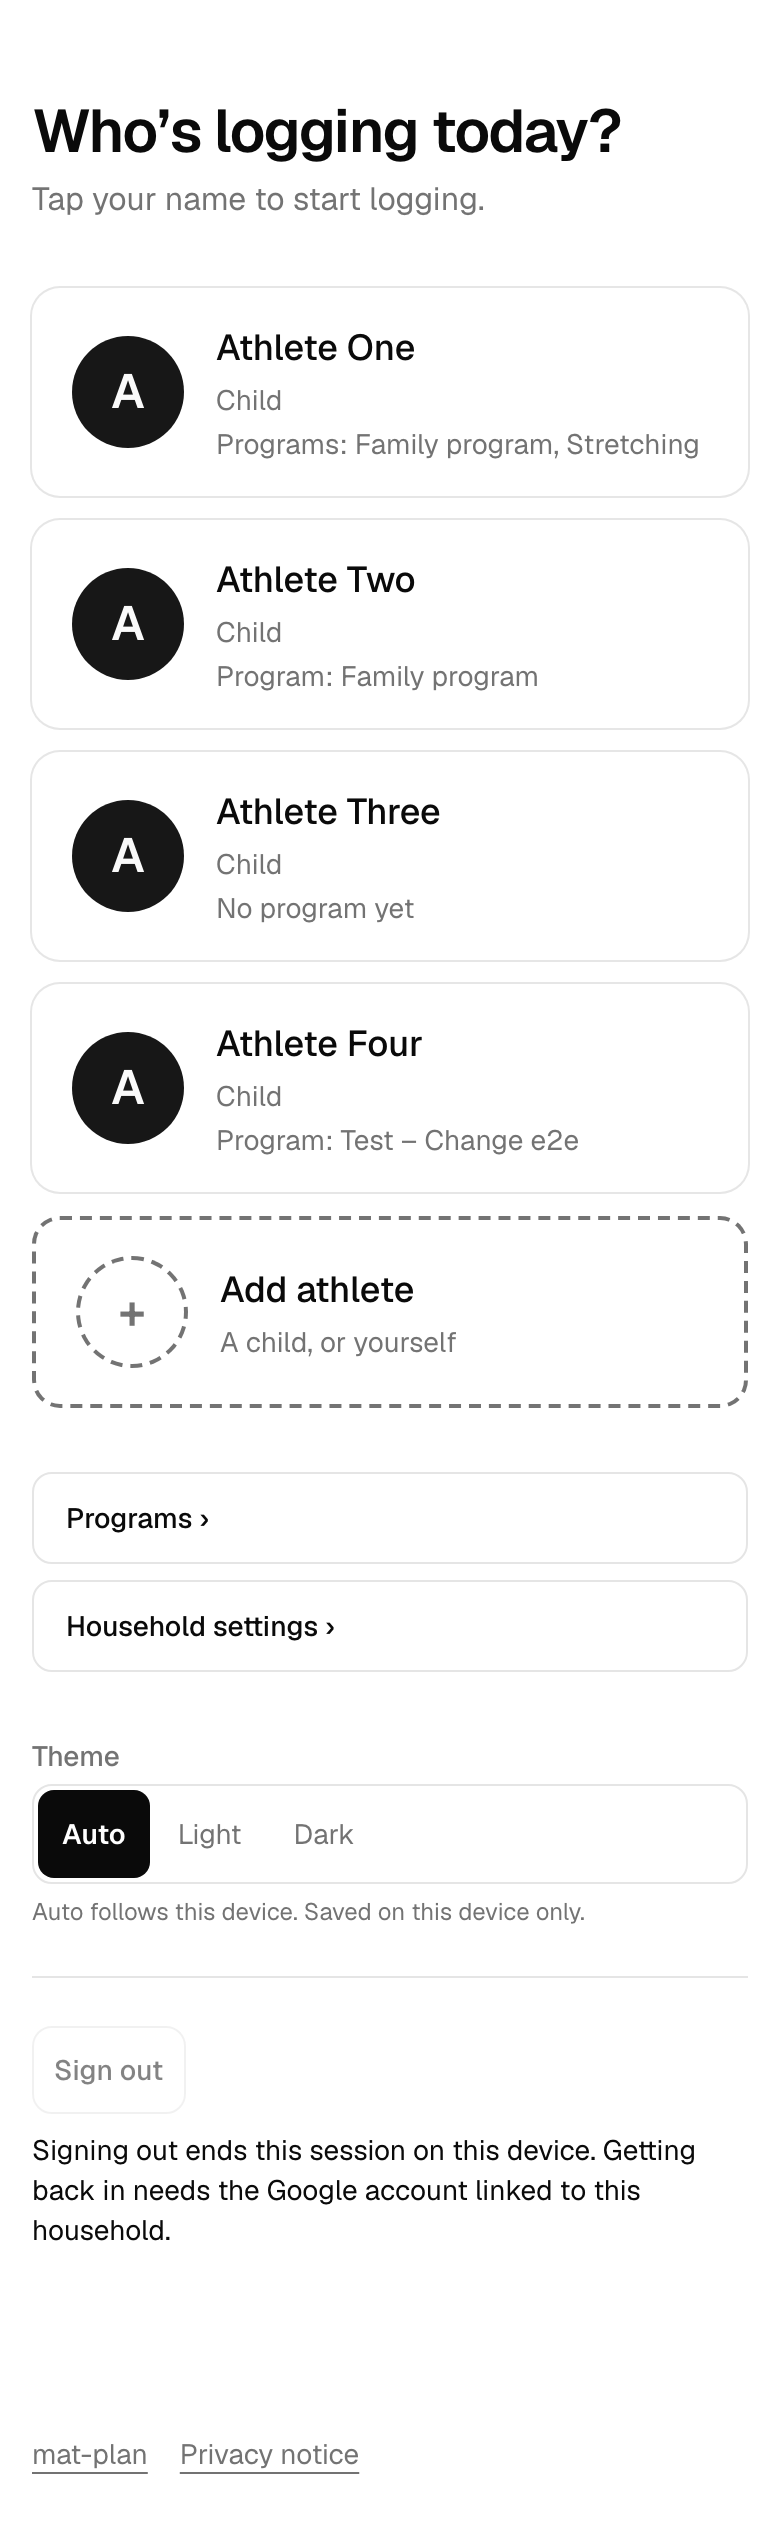 Who’s logging today?
Tap your name to start logging.
A
Athlete One
Child
Programs: Family program, Stretching
A
Athlete Two
Child
Program: Family program
A
Athlete Three
Child
No program yet
A
Athlete Four
Child
Program: Test – Change e2e
+
Add athlete
A child, or yourself
Programs ›
Household settings ›
Theme
Auto Light Dark
Auto follows this device. Saved on this device only.
Sign out
Signing out ends this session on this device. Getting
back in needs the Google account linked to this
household.
mat-plan Privacy notice